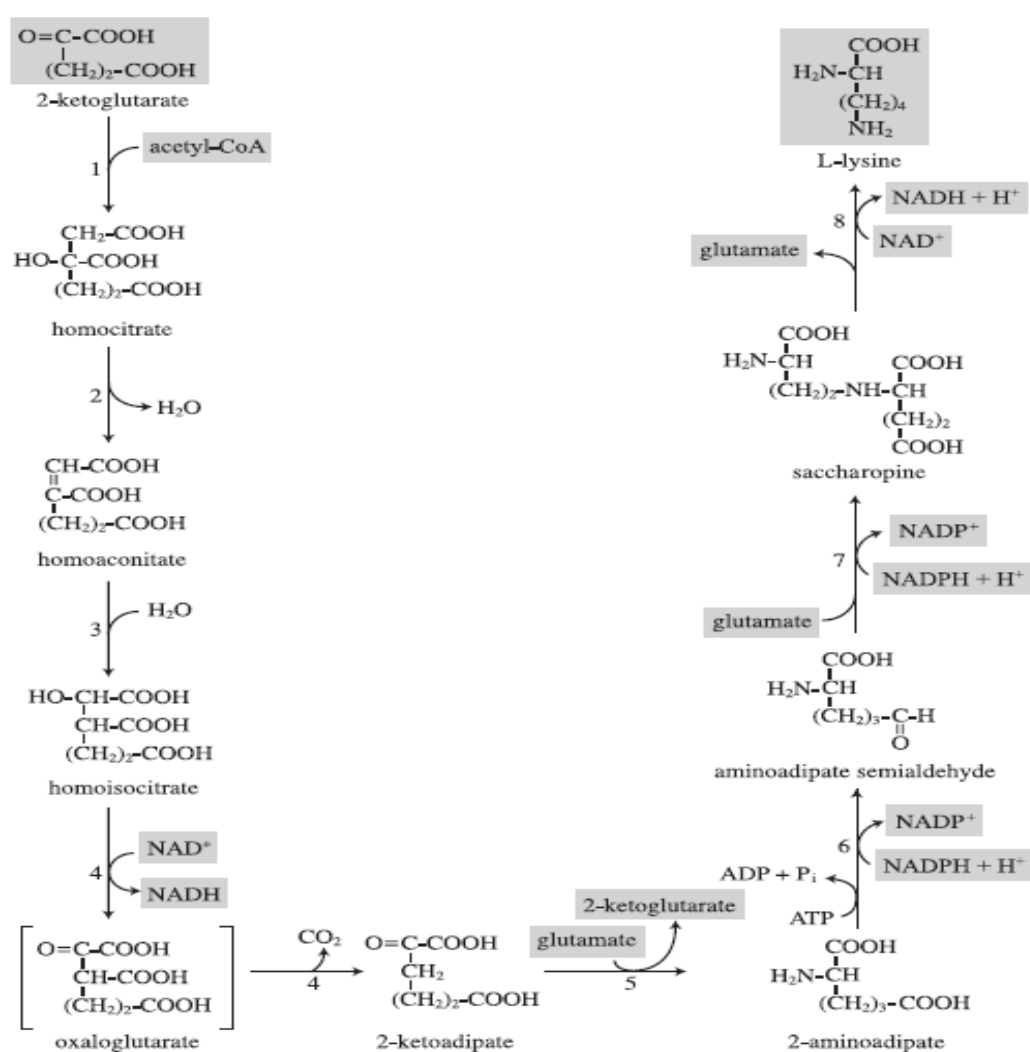 O=C-COOH
(CH₂)₂-COOH
2-ketoglutarate
acetyl-CoA
1
CH₂-COOH
HO-C-COOH
(CH₂)₂-COOH
homocitrate
2
H₂O
CH-COOH
C-COOH
(CH₂)₂-COOH
homoaconitate
3
H₂O
HO-CH-COOH
CH-COOH
(CH₂)₂-COOH
homoisocitrate
4
NAD⁺
NADH
O=C-COOH
CH-COOH
(CH₂)₂-COOH
oxaloglutarate
CO₂
4
O=C-COOH
CH₂
(CH₂)₂-COOH
2-ketoadipate
glutamate
2-ketoglutarate
5
COOH
H₂N-CH
(CH₂)₃-COOH
2-aminoadipate
ATP
ADP + Pi
6
NADP⁺
NADPH + H⁺
COOH
H₂N-CH
(CH₂)₃-C-H
O
aminoadipate semialdehyde
glutamate
7
NADP⁺
NADPH + H⁺
COOH
H₂N-CH
COOH
(CH₂)₂-NH-CH
(CH₂)₂
COOH
saccharopine
glutamate
8
NADH + H⁺
NAD⁺
COOH
H₂N-CH
(CH₂)₄
NH₂
L-lysine